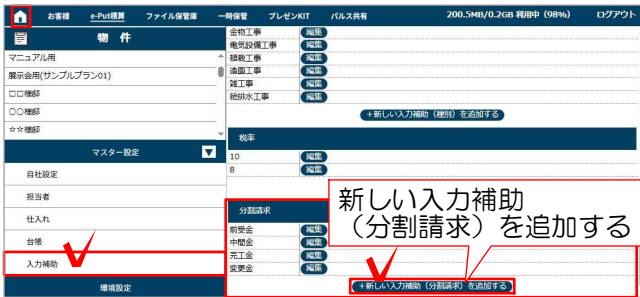 お客様 e-Put積算 ファイル保管庫 一時保管 プレゼンKIT パルス共有 200.5MB/0.2GB 利用中（98%） ログアウト
物 件
マニュアル用
展示会用(サンプルプラン01)
□□様邸
○○様邸
☆☆様邸
マスター設定
自社設定
担当者
仕入れ
台帳
入力補助
環境設定
金物工事 編集
電気設備工事 編集
植栽工事 編集
造園工事 編集
雑工事 編集
給排水工事 編集
+新しい入力補助（種別）を追加する
税率
10 編集
8 編集
分割請求
前受金 編集
中間金 編集
完工金 編集
変更金 編集
+新しい入力補助（分割請求）を追加する
新しい入力補助
（分割請求）を追加する